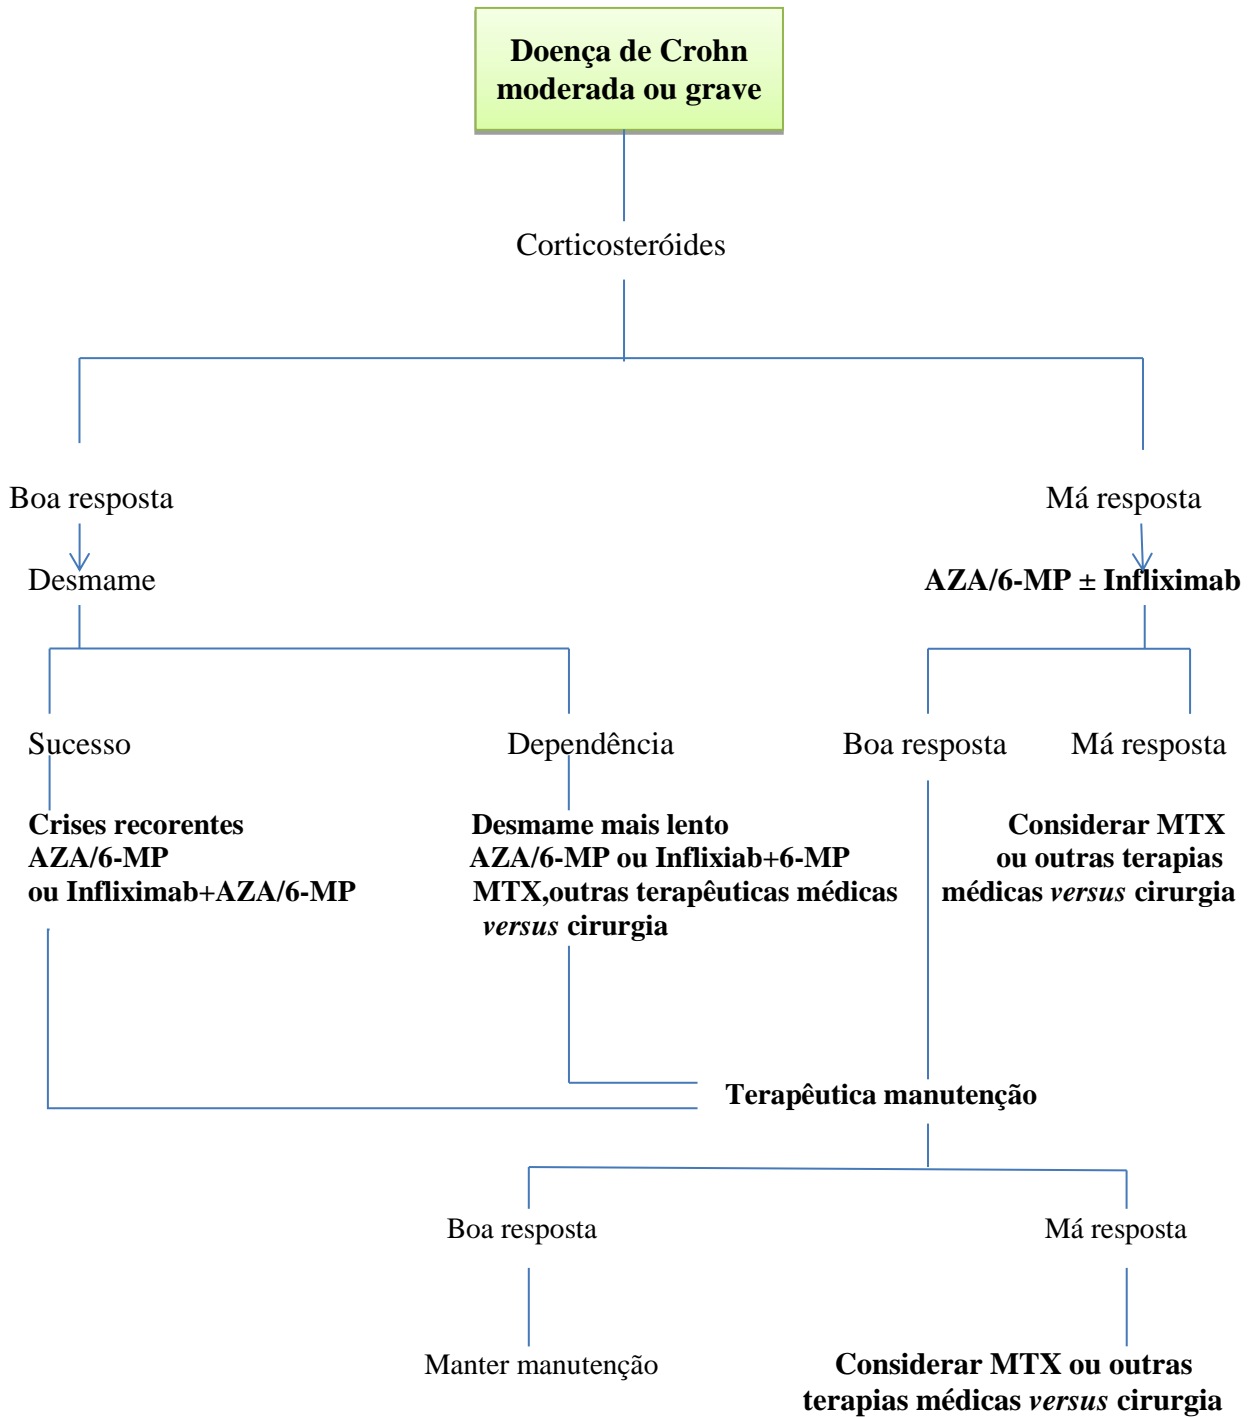 Doença de Crohn
moderada ou grave
Corticosteróides
Boa resposta
Má resposta
Desmame
AZA/6-MP ± Infliximab
Sucesso
Dependência
Boa resposta
Má resposta
Crises recorentes
AZA/6-MP
ou Infliximab+AZA/6-MP
Desmame mais lento
AZA/6-MP ou Inflixiab+6-MP
MTX,outras terapêuticas médicas
versus cirurgia
Considerar MTX
ou outras terapias
médicas versus cirurgia
Terapêutica manutenção
Boa resposta
Má resposta
Manter manutenção
Considerar MTX ou outras
terapias médicas versus cirurgia